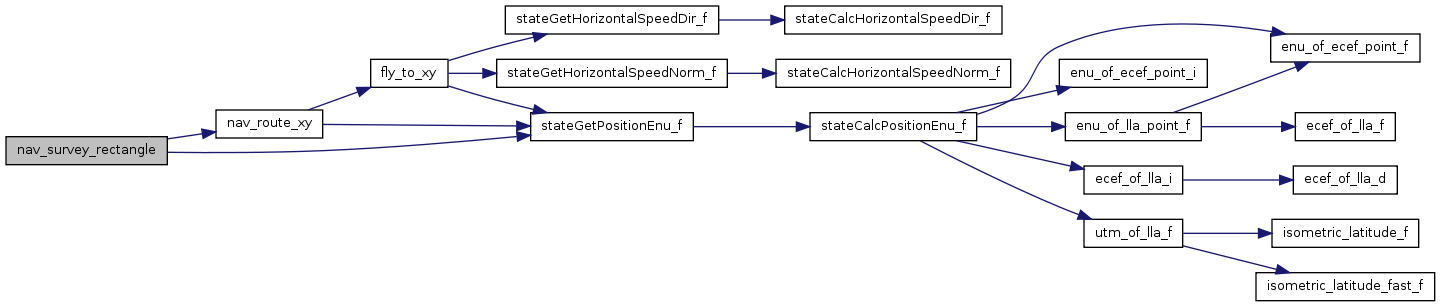 stateGetHorizontalSpeedDir_f
stateCalcHorizontalSpeedDir_f
enu_of_ecef_point_f
fly_to_xy
stateGetHorizontalSpeedNorm_f
stateCalcHorizontalSpeedNorm_f
enu_of_ecef_point_i
nav_route_xy
stateGetPositionEnu_f
stateCalcPositionEnu_f
enu_of_lla_point_f
ecef_of_lla_f
nav_survey_rectangle
ecef_of_lla_i
ecef_of_lla_d
utm_of_lla_f
isometric_latitude_f
isometric_latitude_fast_f